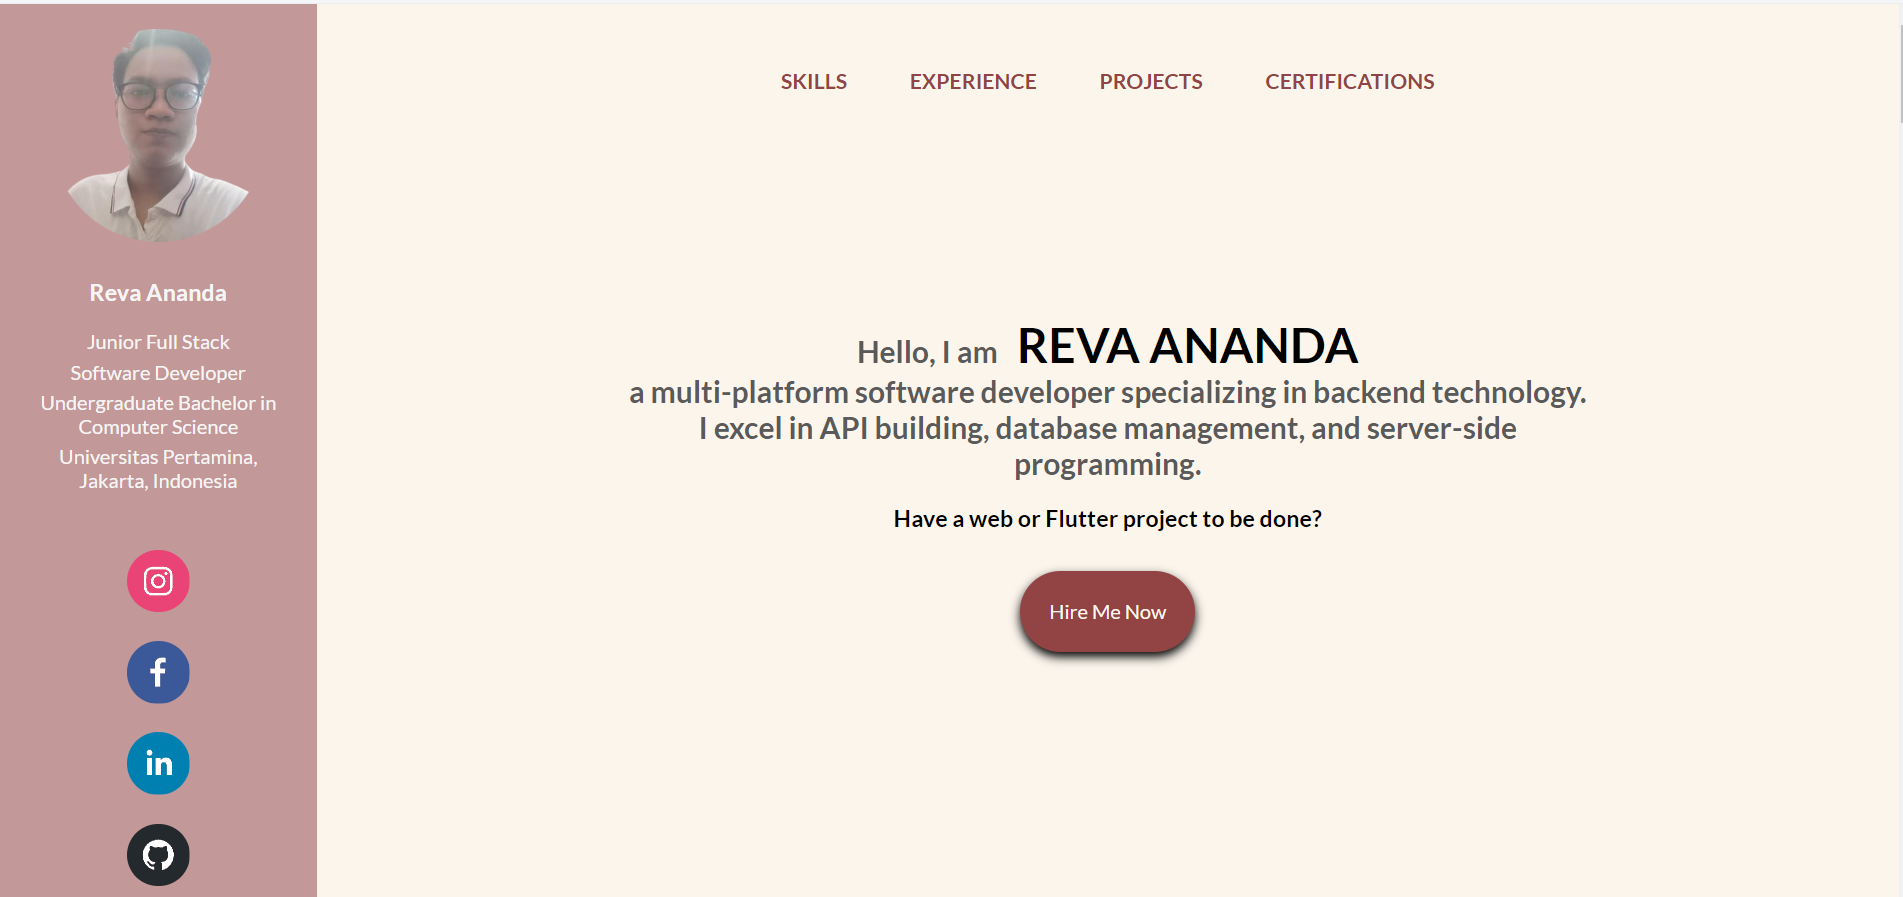 Reva Ananda
Junior Full Stack
Software Developer
Undergraduate Bachelor in
Computer Science
Universitas Pertamina,
Jakarta, Indonesia
SKILLS EXPERIENCE PROJECTS CERTIFICATIONS
Hello, I am REVA ANANDA
a multi-platform software developer specializing in backend technology.
I excel in API building, database management, and server-side
programming.
Have a web or Flutter project to be done?
Hire Me Now